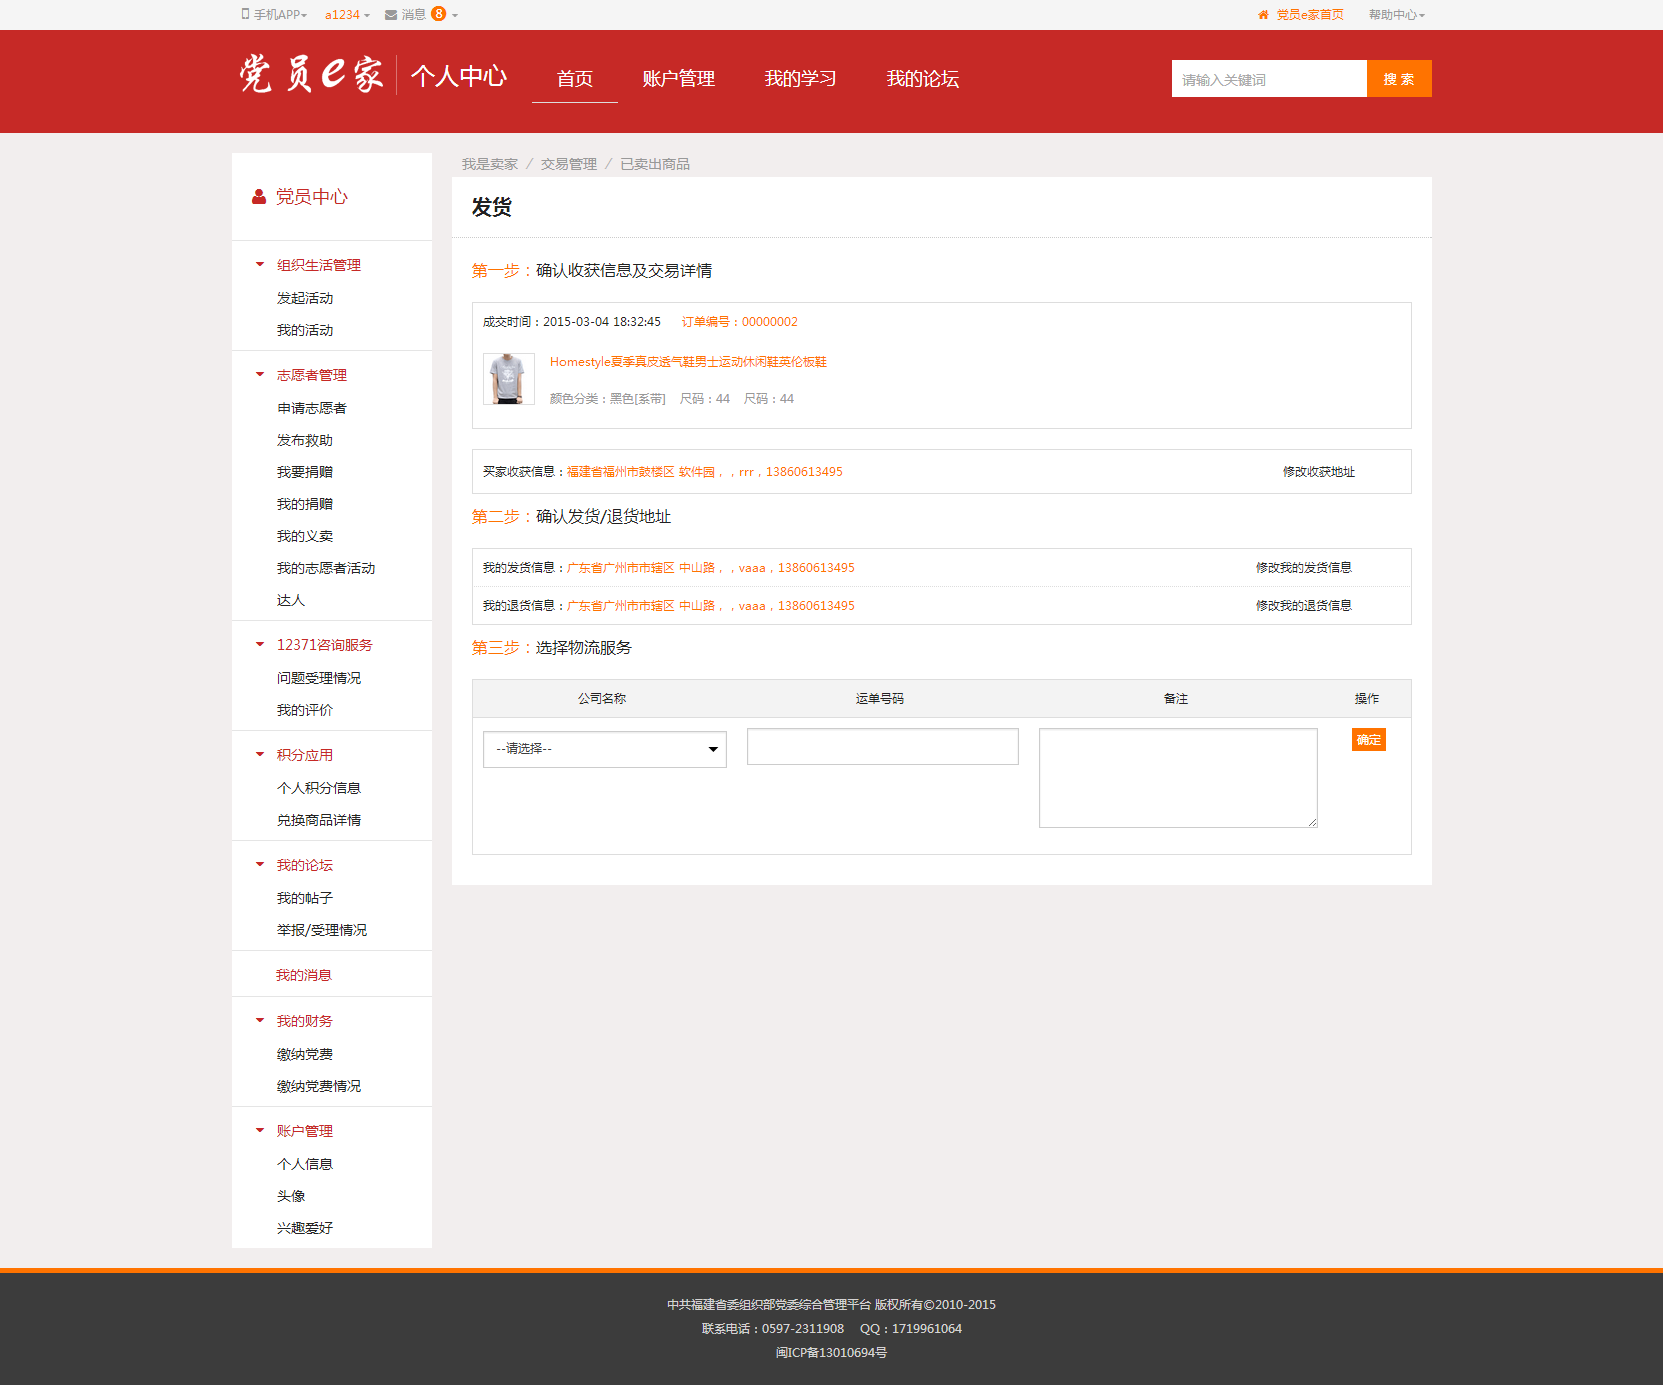 手机APP a1234 消息 8 党员e家首页 帮助中心
党员e家 个人中心 首页 账户管理 我的学习 我的论坛 请输入关键词 搜 索
党员中心
组织生活管理
发起活动
我的活动
志愿者管理
申请志愿者
发布救助
我要捐赠
我的捐赠
我的义卖
我的志愿者活动
达人
12371咨询服务
问题受理情况
我的评价
积分应用
个人积分信息
兑换商品详情
我的论坛
我的帖子
举报/受理情况
我的消息
我的财务
缴纳党费
缴纳党费情况
账户管理
个人信息
头像
兴趣爱好
我是卖家 / 交易管理 / 已卖出商品
发货
第一步：确认收获信息及交易详情
成交时间：2015-03-04 18:32:45 订单编号：00000002
Homestyle夏季真皮透气鞋男士运动休闲鞋英伦板鞋
颜色分类：黑色[系带] 尺码：44 尺码：44
买家收获信息：福建省福州市鼓楼区 软件园，，rrr，13860613495 修改收获地址
第二步：确认发货/退货地址
我的发货信息：广东省广州市市辖区 中山路，，vaaa，13860613495 修改我的发货信息
我的退货信息：广东省广州市市辖区 中山路，，vaaa，13860613495 修改我的退货信息
第三步：选择物流服务
公司名称 运单号码 备注 操作
--请选择-- 确定
中共福建省委组织部党委综合管理平台 版权所有©2010-2015
联系电话：0597-2311908 QQ：1719961064
闽ICP备13010694号